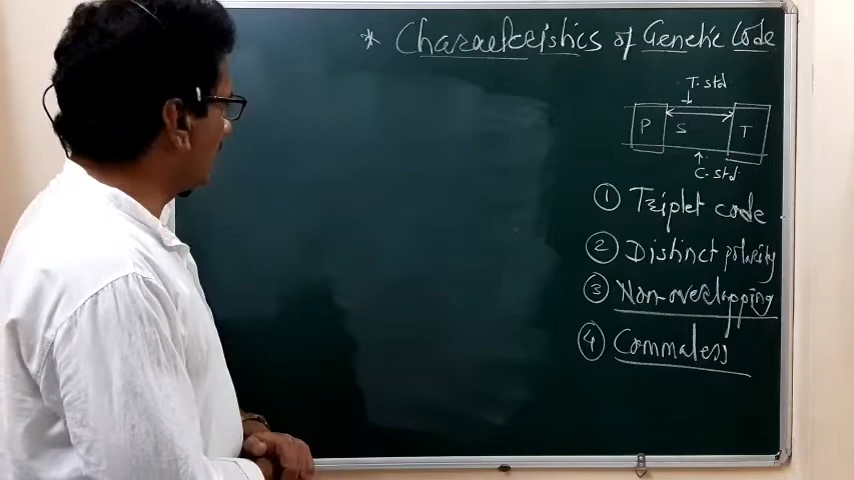 * Characteristics of Genetic Code
T. std
P S T
C. std
① Triplet code
② Distinct polarity
③ Non-overlapping
④ Commaless